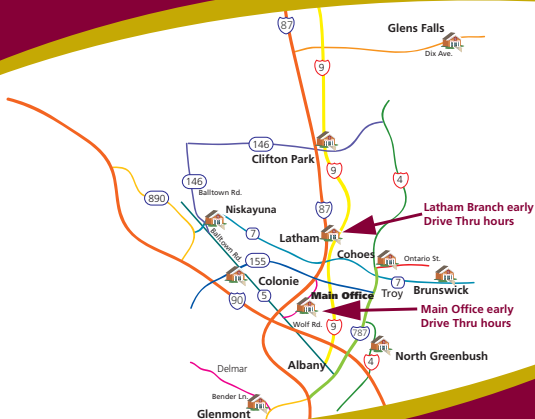 87
Glens Falls
Dix Ave.
9
146
Clifton Park
9
4
146
890
Balltown Rd.
Niskayuna
87
Latham Branch early
Drive Thru hours
7
Balltown Rd.
Latham
155
Cohoes
Ontario St.
Colonie
7
Brunswick
90
5
Main Office
Troy
Main Office early
Drive Thru hours
Wolf Rd.
9
787
North Greenbush
4
Albany
Delmar
Bender Ln.
Glenmont